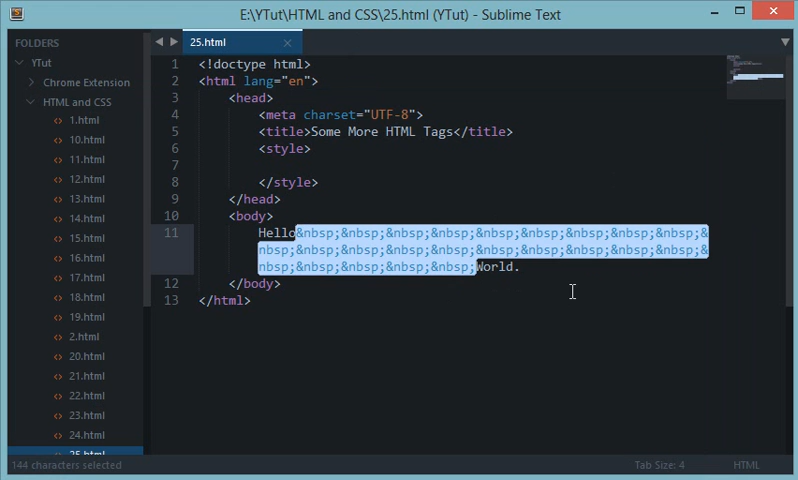 E:\YTut\HTML and CSS\25.html (YTut) - Sublime Text
FOLDERS
YTut
Chrome Extension
HTML and CSS
1.html
10.html
11.html
12.html
13.html
14.html
15.html
16.html
17.html
18.html
19.html
2.html
20.html
21.html
22.html
23.html
24.html
25.html
25.html
1 <!doctype html>
2 <html lang="en">
3 <head>
4 <meta charset="UTF-8">
5 <title>Some More HTML Tags</title>
6 <style>
7
8 </style>
9 </head>
10 <body>
11 Hello&nbsp;&nbsp;&nbsp;&nbsp;&nbsp;&nbsp;&nbsp;&nbsp;&nbsp;&
nbsp;&nbsp;&nbsp;&nbsp;&nbsp;&nbsp;&nbsp;&nbsp;&nbsp;&nbsp;&
nbsp;&nbsp;&nbsp;&nbsp;&nbsp;World.
12 </body>
13 </html>
144 characters selected
Tab Size: 4
HTML